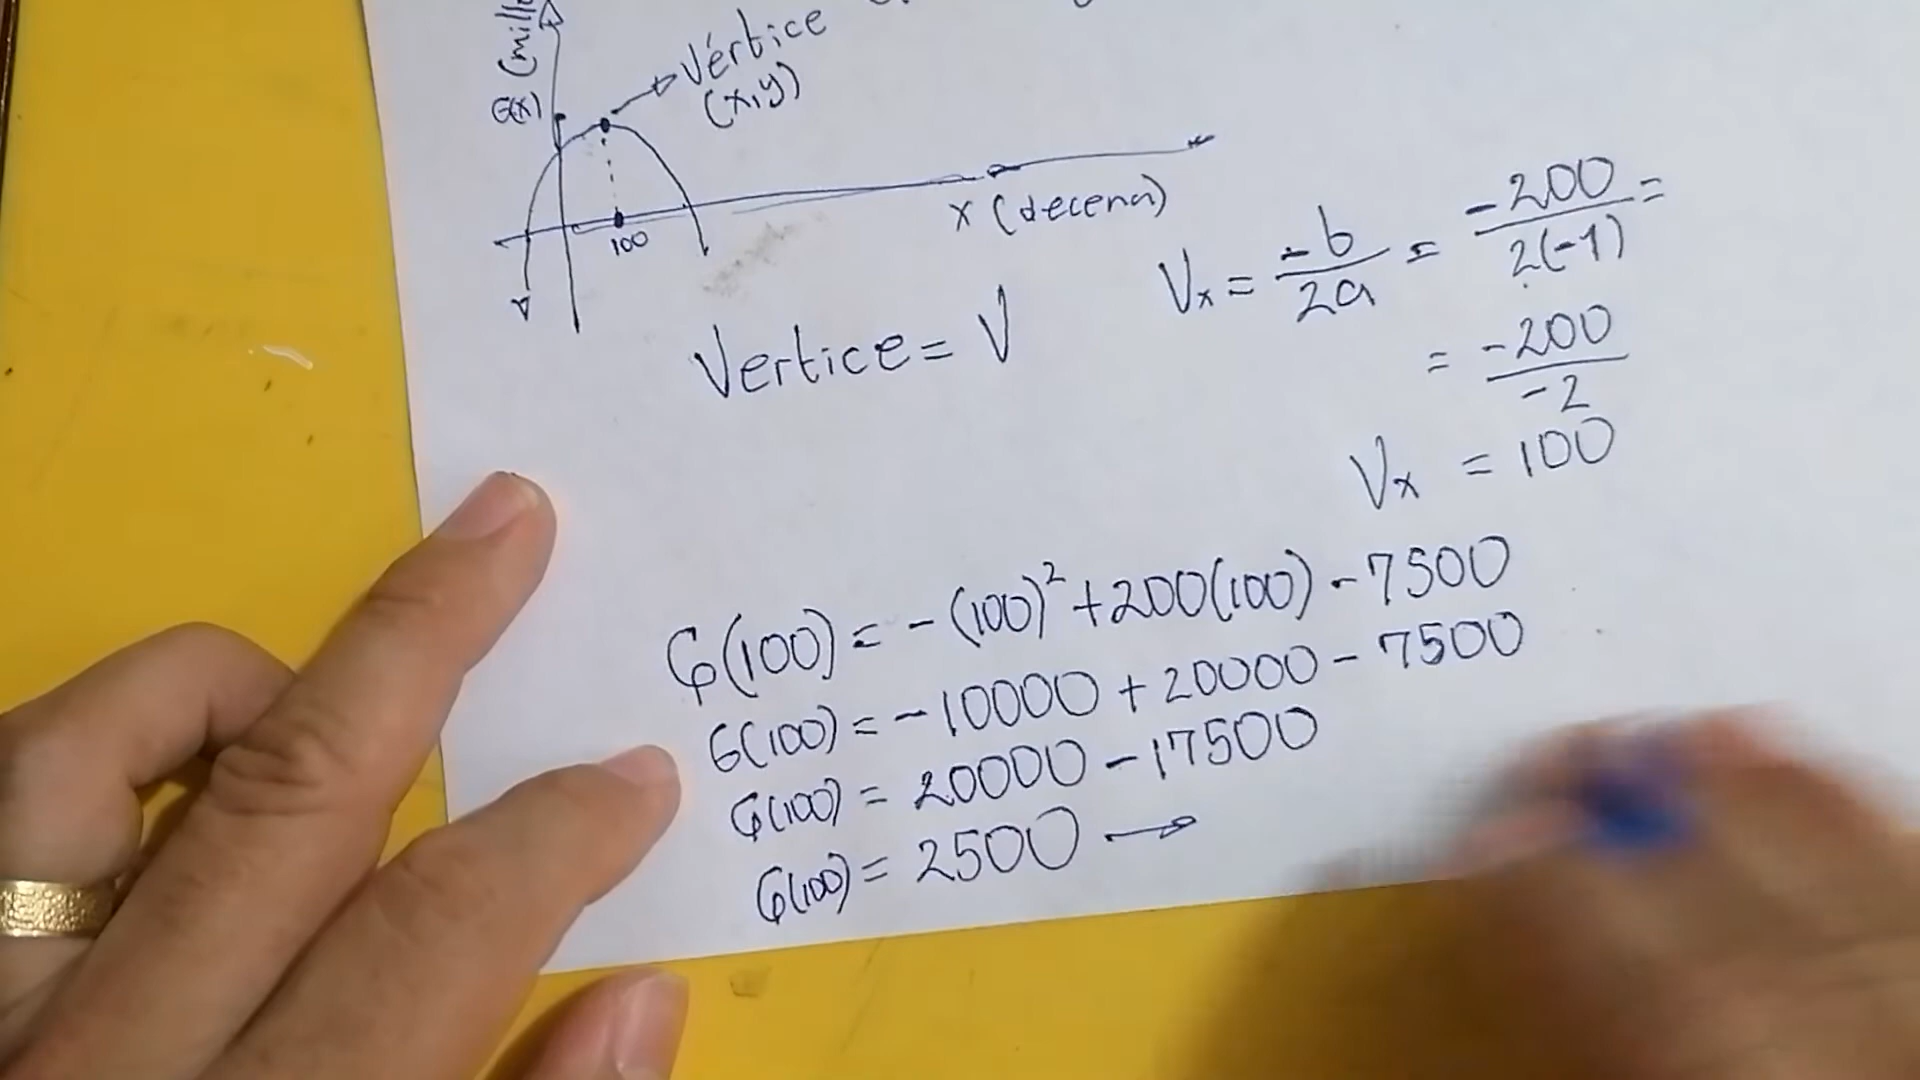 (mill
G(x)
Vértice
(x,y)
100
x (decena)
Vertice = V
Vx = -b/2a = -200/2(-1) =
= -200/-2
Vx = 100
G(100) = -(100)² + 200(100) - 7500
G(100) = -10000 + 20000 - 7500
G(100) = 20000 - 17500
G(100) = 2500 →